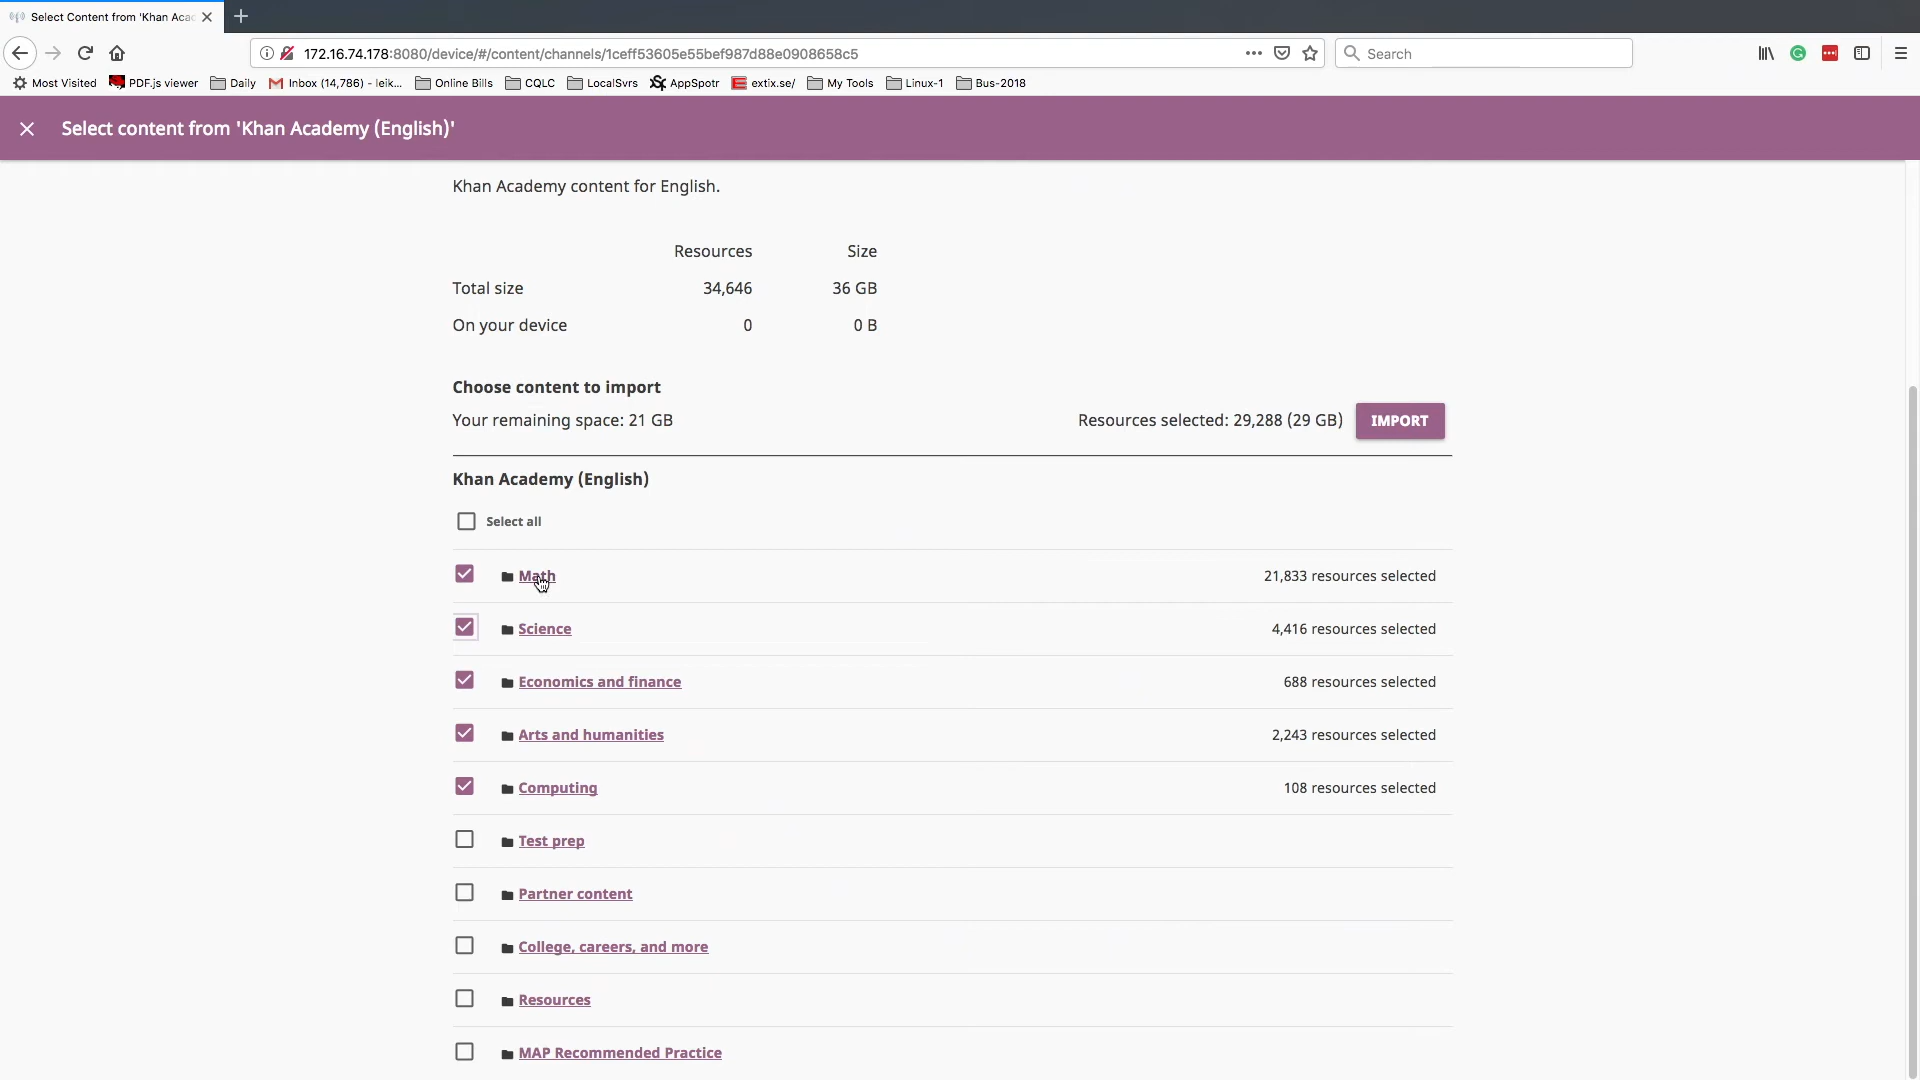 Select Content from 'Khan Aca
172.16.74.178:8080/device/#/content/channels/1ceff53605e55bef987d88e0908658c5
Search
Most Visited PDF.js viewer Daily Inbox (14,786) - leik... Online Bills CQLC LocalSvrs AppSpotr extix.se/ My Tools Linux-1 Bus-2018
Select content from 'Khan Academy (English)'
Khan Academy content for English.
Resources Size
Total size 34,646 36 GB
On your device 0 0 B
Choose content to import
Your remaining space: 21 GB Resources selected: 29,288 (29 GB) IMPORT
Khan Academy (English)
Select all
Math 21,833 resources selected
Science 4,416 resources selected
Economics and finance 688 resources selected
Arts and humanities 2,243 resources selected
Computing 108 resources selected
Test prep
Partner content
College, careers, and more
Resources
MAP Recommended Practice